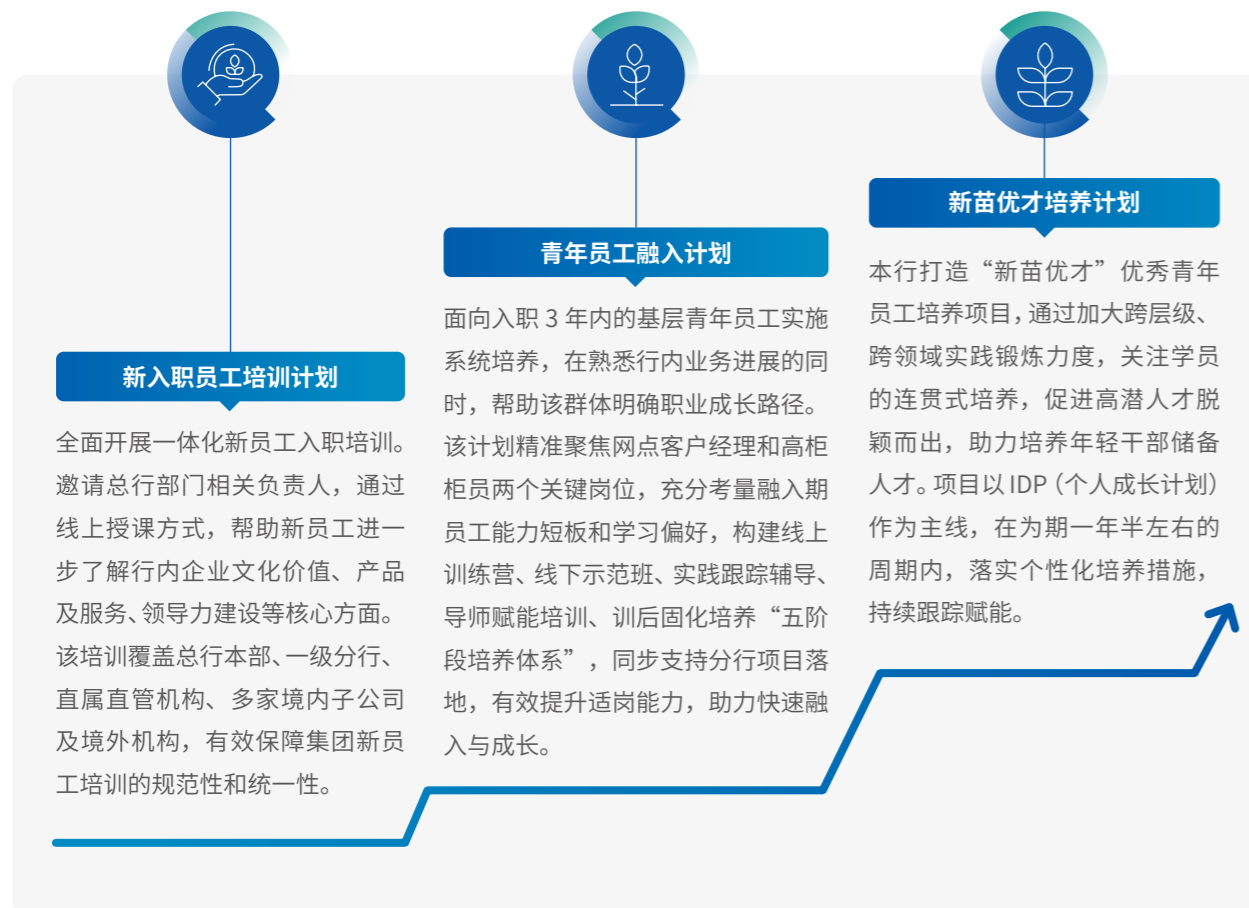 新入职员工培训计划
全面开展一体化新员工入职培训。
邀请总行部门相关负责人，通过
线上授课方式，帮助新员工进一
步了解行内企业文化价值、产品
及服务、领导力建设等核心方面。
该培训覆盖总行本部、一级分行、
直属直管机构、多家境内子公司
及境外机构，有效保障集团新员
工培训的规范性和统一性。
青年员工融入计划
面向入职 3 年内的基层青年员工实施
系统培养，在熟悉行内业务进展的同
时，帮助该群体明确职业成长路径。
该计划精准聚焦网点客户经理和高柜
柜员两个关键岗位，充分考量融入期
员工能力短板和学习偏好，构建线上
训练营、线下示范班、实践跟踪辅导、
导师赋能培训、训后固化培养“五阶
段培养体系”，同步支持分行项目落
地，有效提升适岗能力，助力快速融
入与成长。
新苗优才培养计划
本行打造“新苗优才”优秀青年
员工培养项目，通过加大跨层级、
跨领域实践锻炼力度，关注学员
的连贯式培养，促进高潜人才脱
颖而出，助力培养年轻干部储备
人才。项目以 IDP（个人成长计划）
作为主线，在为期一年半左右的
周期内，落实个性化培养措施，
持续跟踪赋能。